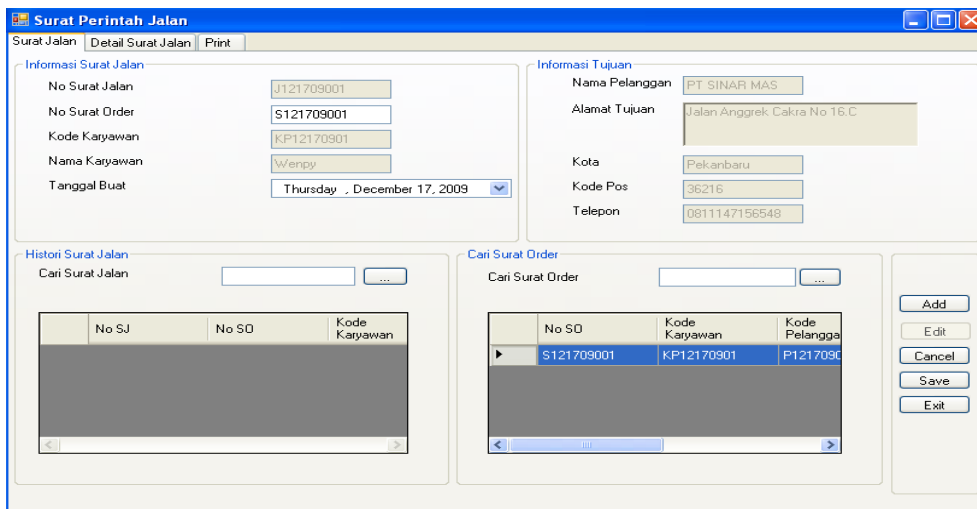 Surat Perintah Jalan
Surat Jalan Detail Surat Jalan Print
Informasi Surat Jalan
No Surat Jalan J121709001
No Surat Order S121709001
Kode Karyawan KP12170901
Nama Karyawan Wenpy
Tanggal Buat Thursday , December 17, 2009
Informasi Tujuan
Nama Pelanggan PT SINAR MAS
Alamat Tujuan Jalan Anggrek Cakra No 16.C
Kota Pekanbaru
Kode Pos 36216
Telepon 0811147156548
Histori Surat Jalan
Cari Surat Jalan ...
No SJ No SO Kode Karyawan
Cari Surat Order
Cari Surat Order ...
No SO Kode Karyawan Kode Pelangga
S121709001 KP12170901 P121709C
Add
Edit
Cancel
Save
Exit